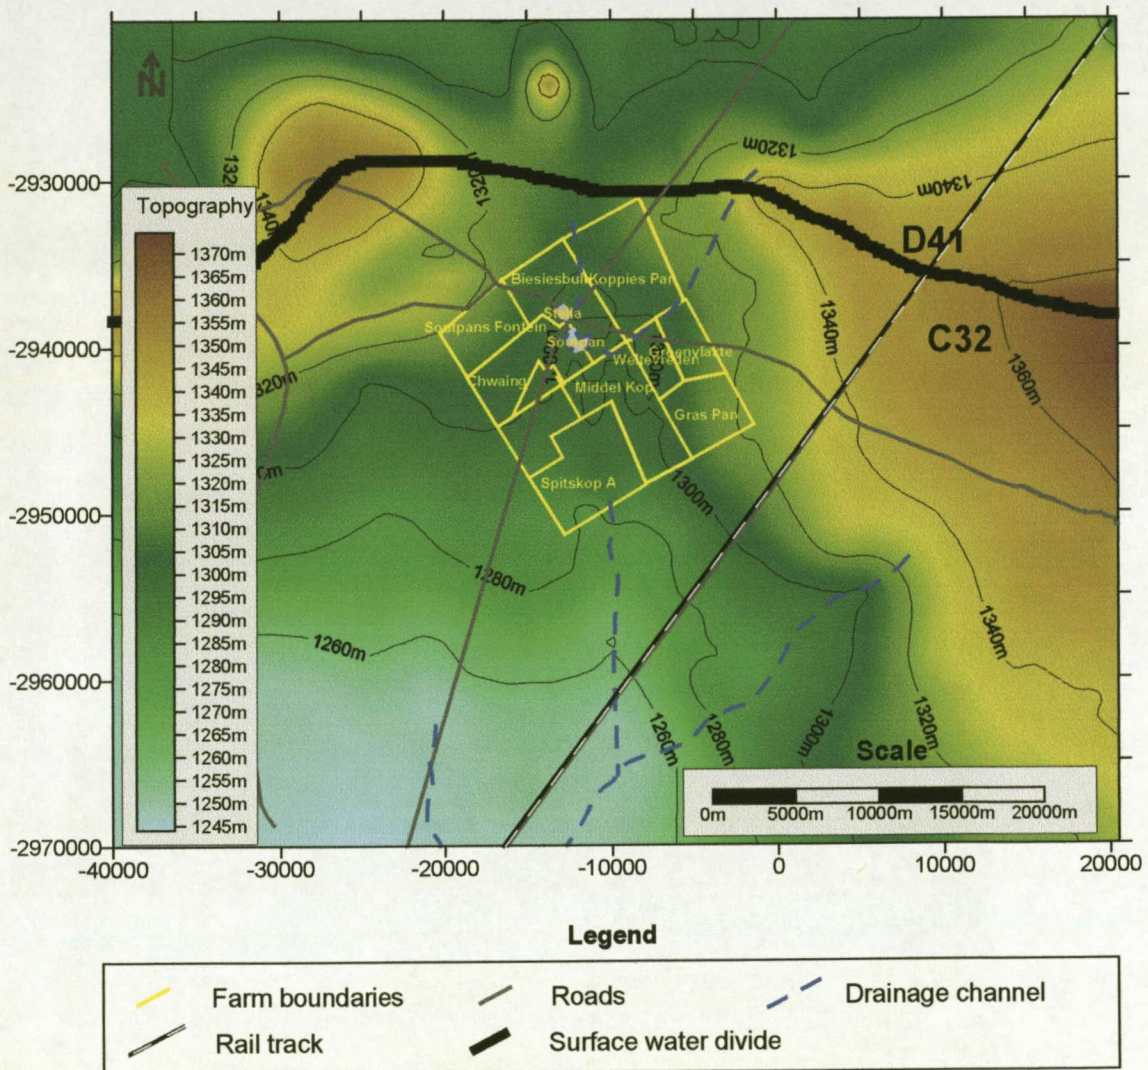 N
1320m
1320m
1340m
-2930000
1320m
1340m
D41
Topography
1370m
1365m
1360m
1355m
1350m
1345m
1340m
1335m
1330m
1325m
1320m
1315m
1310m
1305m
1300m
1295m
1290m
1285m
1280m
1275m
1270m
1265m
1260m
1255m
1250m
1245m
Biesiesbult
Koppies Pan
Stella
Soutpans Fontein
Soutpan
1340m
C32
-2940000
Groenvlakte
Weltevreden
1320m
Chwaing
Middel Kop
1360m
Gras Pan
Spitskop A
1300m
-2950000
1280m
1340m
1260m
-2960000
1260m
1280m
1300m
1320m
Scale
0m 5000m 10000m 15000m 20000m
-2970000
-40000 -30000 -20000 -10000 0 10000 20000
Legend
Farm boundaries
Roads
Drainage channel
Rail track
Surface water divide